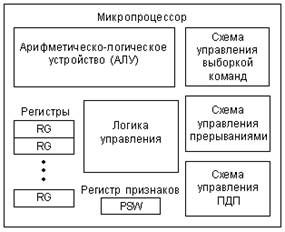 Микропроцессор
Арифметическо-логическое
устройство (АЛУ)
Схема
управления
выборкой
команд
Регистры
RG
RG
RG
Логика
управления
Схема
управления
прерываниями
Регистр признаков
PSW
Схема
управления
ПДП